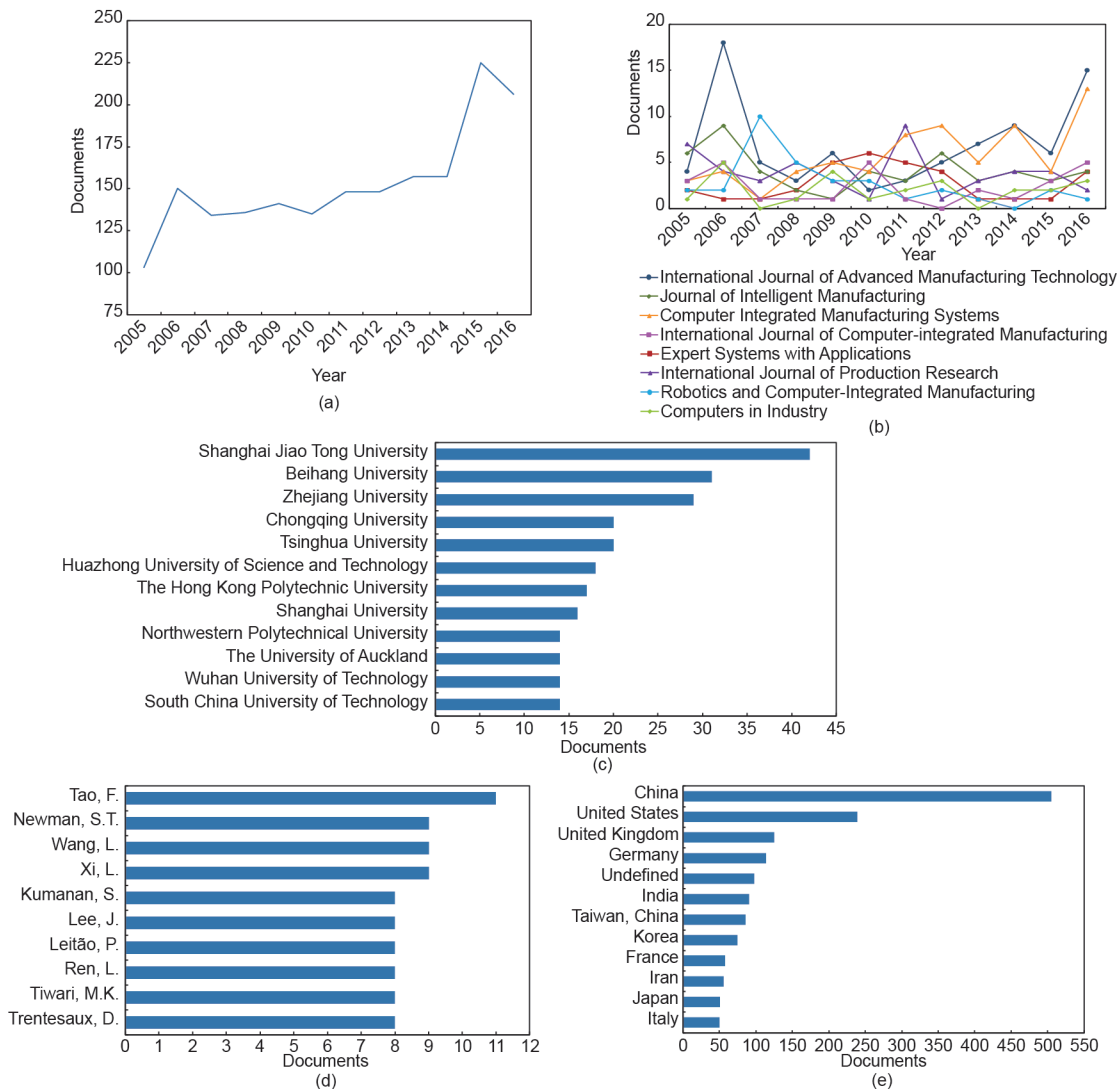 250
225
200
175
150
125
100
75
Documents
2005
2006
2007
2008
2009
2010
2011
2012
2013
2014
2015
2016
Year
(a)
20
15
10
5
0
Documents
2005
2006
2007
2008
2009
2010
2011
2012
2013
2014
2015
2016
Year
International Journal of Advanced Manufacturing Technology
Journal of Intelligent Manufacturing
Computer Integrated Manufacturing Systems
International Journal of Computer-integrated Manufacturing
Expert Systems with Applications
International Journal of Production Research
Robotics and Computer-Integrated Manufacturing
Computers in Industry
(b)
Shanghai Jiao Tong University
Beihang University
Zhejiang University
Chongqing University
Tsinghua University
Huazhong University of Science and Technology
The Hong Kong Polytechnic University
Shanghai University
Northwestern Polytechnical University
The University of Auckland
Wuhan University of Technology
South China University of Technology
0 5 10 15 20 25 30 35 40 45
Documents
(c)
Tao, F.
Newman, S.T.
Wang, L.
Xi, L.
Kumanan, S.
Lee, J.
Leitão, P.
Ren, L.
Tiwari, M.K.
Trentesaux, D.
0 1 2 3 4 5 6 7 8 9 10 11 12
Documents
(d)
China
United States
United Kingdom
Germany
Undefined
India
Taiwan, China
Korea
France
Iran
Japan
Italy
0 50 100 150 200 250 300 350 400 450 500 550
Documents
(e)